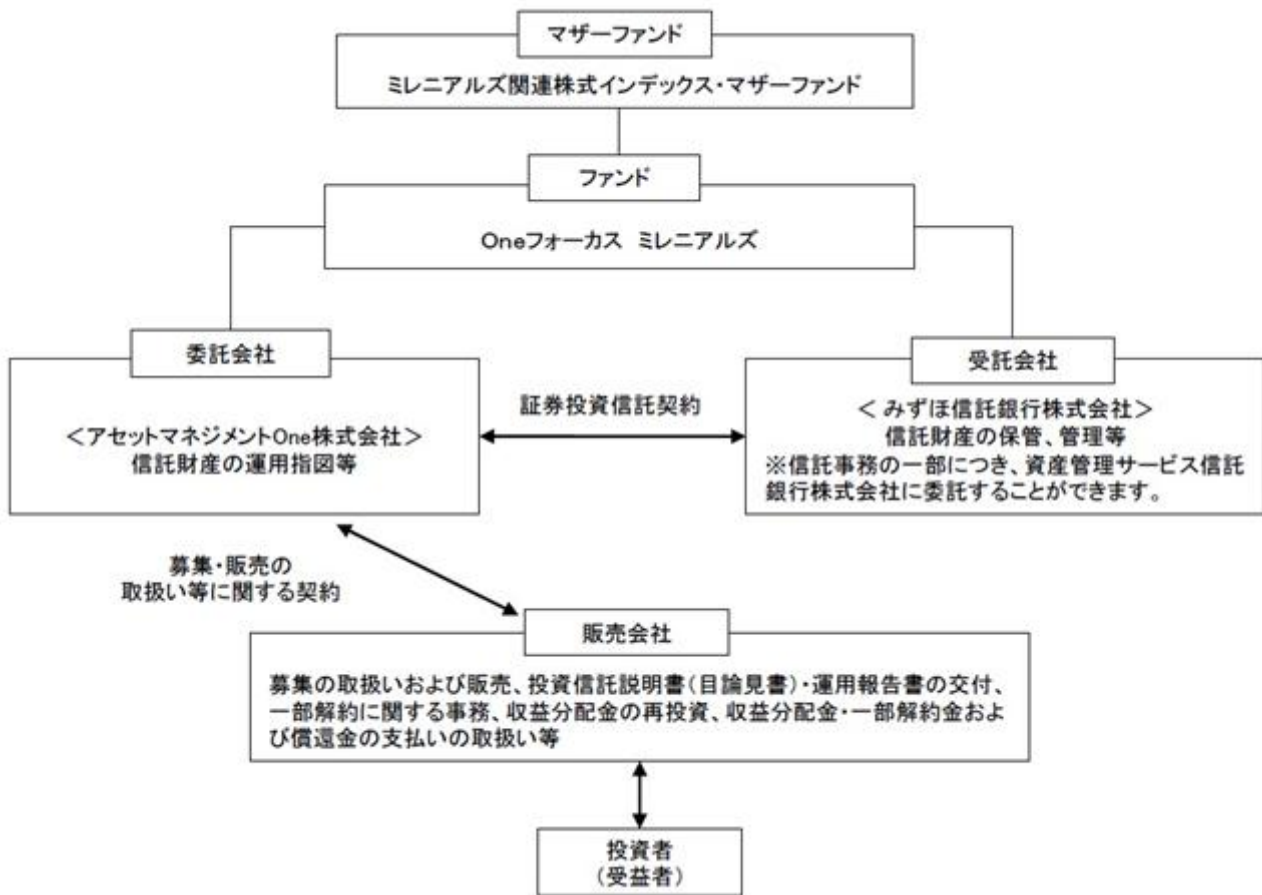 マザーファンド
ミレニアルズ関連株式インデックス・マザーファンド
ファンド
Oneフォーカス ミレニアルズ
委託会社
<アセットマネジメントOne株式会社>
信託財産の運用指図等
証券投資信託契約
受託会社
<みずほ信託銀行株式会社>
信託財産の保管、管理等
※信託事務の一部につき、資産管理サービス信託
銀行株式会社に委託することができます。
募集・販売の
取扱い等に関する契約
販売会社
募集の取扱いおよび販売、投資信託説明書(目論見書)・運用報告書の交付、
一部解約に関する事務、収益分配金の再投資、収益分配金・一部解約金およ
び償還金の支払いの取扱い等
投資者
(受益者)